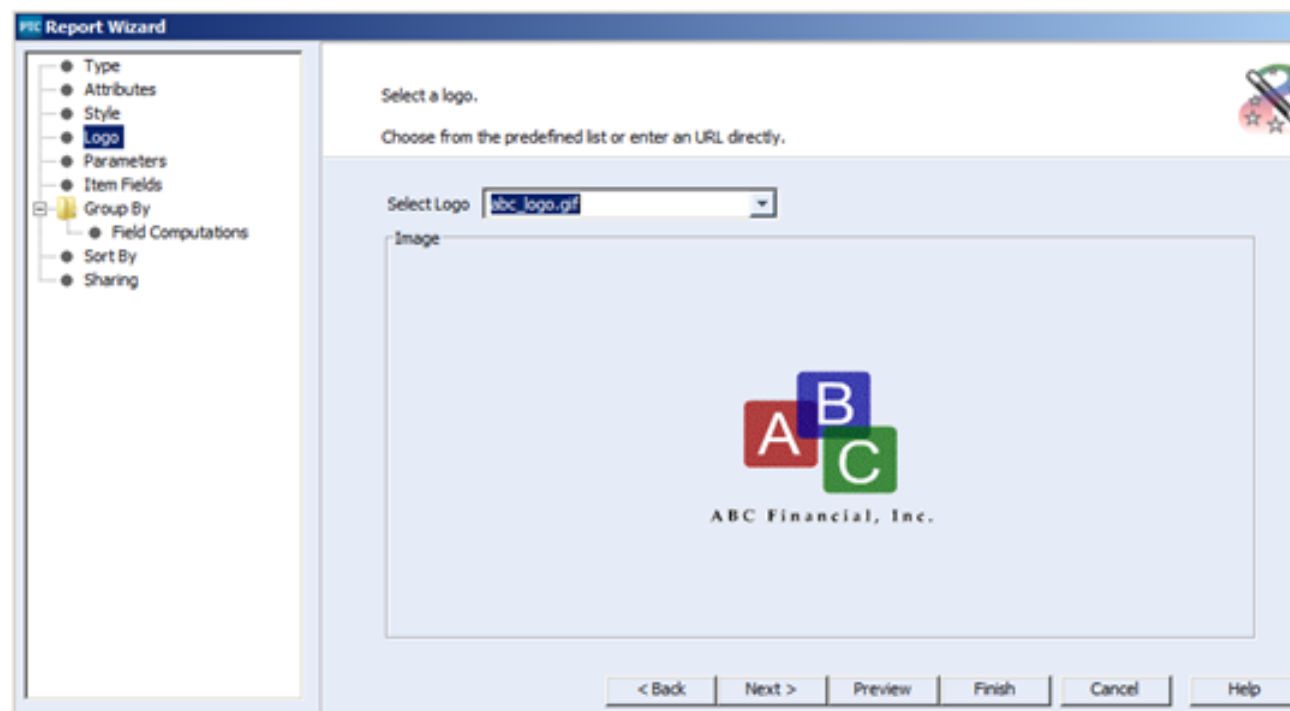 PTC Report Wizard
Type
Attributes
Style
Logo
Parameters
Item Fields
Group By
Field Computations
Sort By
Sharing
Select a logo.
Choose from the predefined list or enter an URL directly.
Select Logo abc_logo.gif
Image
A
B
C
ABC Financial, Inc.
< Back Next > Preview Finish Cancel Help